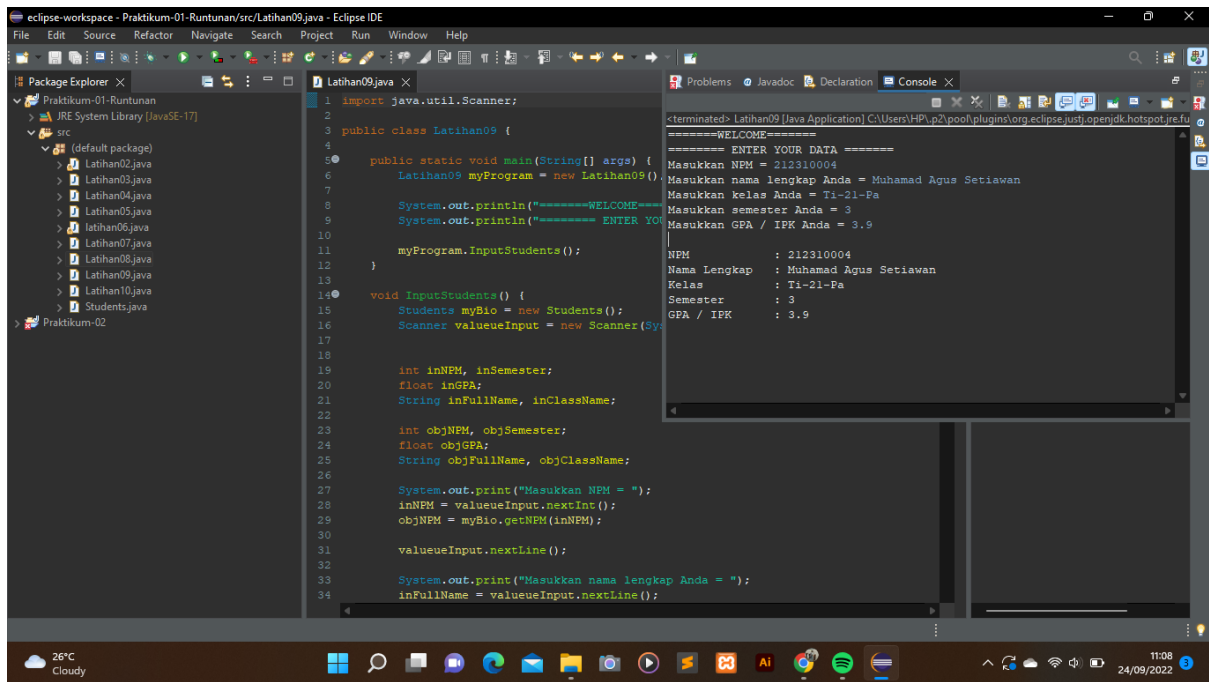 eclipse-workspace - Praktikum-01-Runtunan/src/Latihan09.java - Eclipse IDE
File Edit Source Refactor Navigate Search Project Run Window Help
Package Explorer
Praktikum-01-Runtunan
JRE System Library [JavaSE-17]
src
(default package)
Latihan02.java
Latihan03.java
Latihan04.java
Latihan05.java
latihan06.java
Latihan07.java
Latihan08.java
Latihan09.java
Latihan10.java
Students.java
Praktikum-02
Latihan09.java
1 import java.util.Scanner;
2
3 public class Latihan09 {
4
5 public static void main(String[] args) {
6 Latihan09 myProgram = new Latihan09()
7
8 System.out.println("=======WELCOME====
9 System.out.println("======== ENTER YOU
10
11 myProgram.InputStudents();
12 }
13
14 void InputStudents() {
15 Students myBio = new Students();
16 Scanner valueueInput = new Scanner(Sy
17
18
19 int inNPM, inSemester;
20 float inGPA;
21 String inFullName, inClassName;
22
23 int objNPM, objSemester;
24 float objGPA;
25 String objFullName, objClassName;
26
27 System.out.print("Masukkan NPM = ");
28 inNPM = valueueInput.nextInt();
29 objNPM = myBio.getNPM(inNPM);
30
31 valueueInput.nextLine();
32
33 System.out.print("Masukkan nama lengkap Anda = ");
34 inFullName = valueueInput.nextLine();
Problems Javadoc Declaration Console
<terminated> Latihan09 [Java Application] C:\Users\HP\.p2\pool\plugins\org.eclipse.justj.openjdk.hotspot.jre.fu
=======WELCOME=======
======== ENTER YOUR DATA =======
Masukkan NPM = 212310004
Masukkan nama lengkap Anda = Muhamad Agus Setiawan
Masukkan kelas Anda = Ti-21-Pa
Masukkan semester Anda = 3
Masukkan GPA / IPK Anda = 3.9
NPM : 212310004
Nama Lengkap : Muhamad Agus Setiawan
Kelas : Ti-21-Pa
Semester : 3
GPA / IPK : 3.9
26°C
Cloudy
Ai
11:08
24/09/2022
3